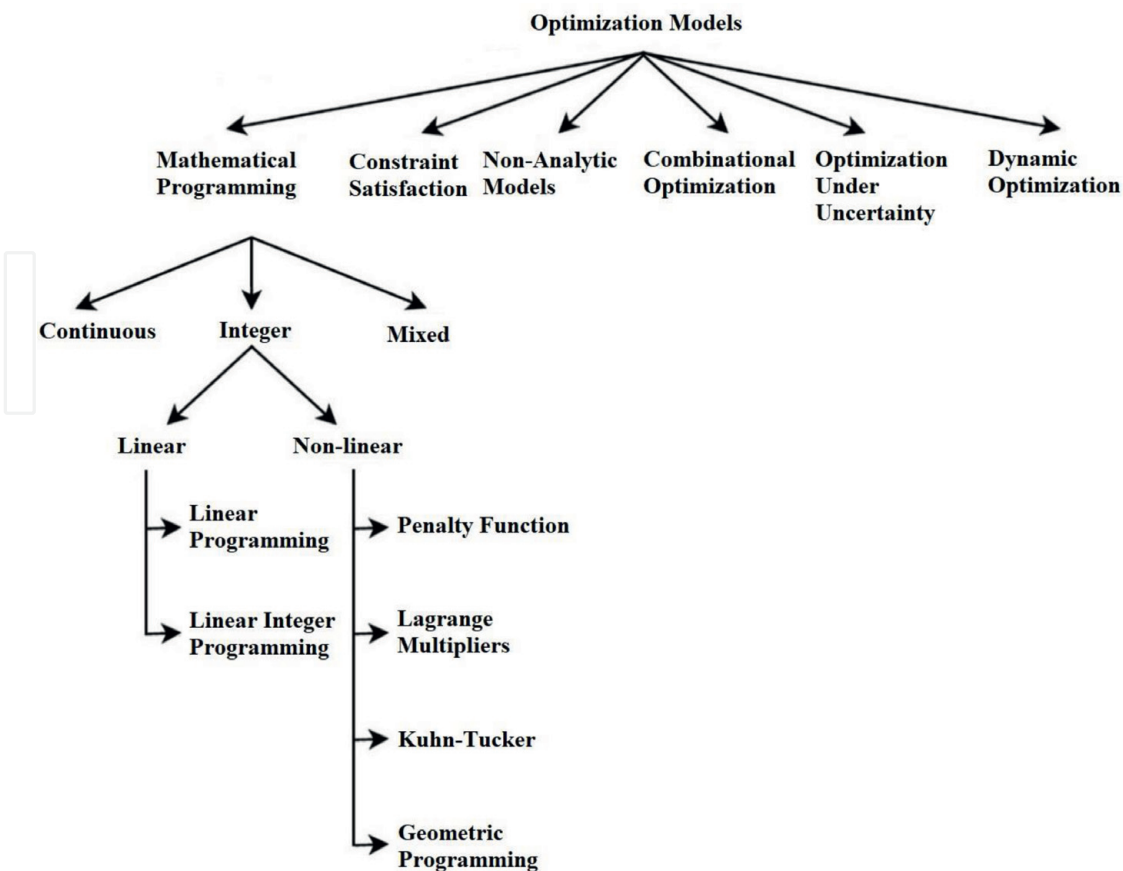 Optimization Models
Mathematical
Programming
Constraint
Satisfaction
Non-Analytic
Models
Combinational
Optimization
Optimization
Under
Uncertainty
Dynamic
Optimization
Continuous
Integer
Mixed
Linear
Non-linear
Linear
Programming
Linear Integer
Programming
Penalty Function
Lagrange
Multipliers
Kuhn-Tucker
Geometric
Programming